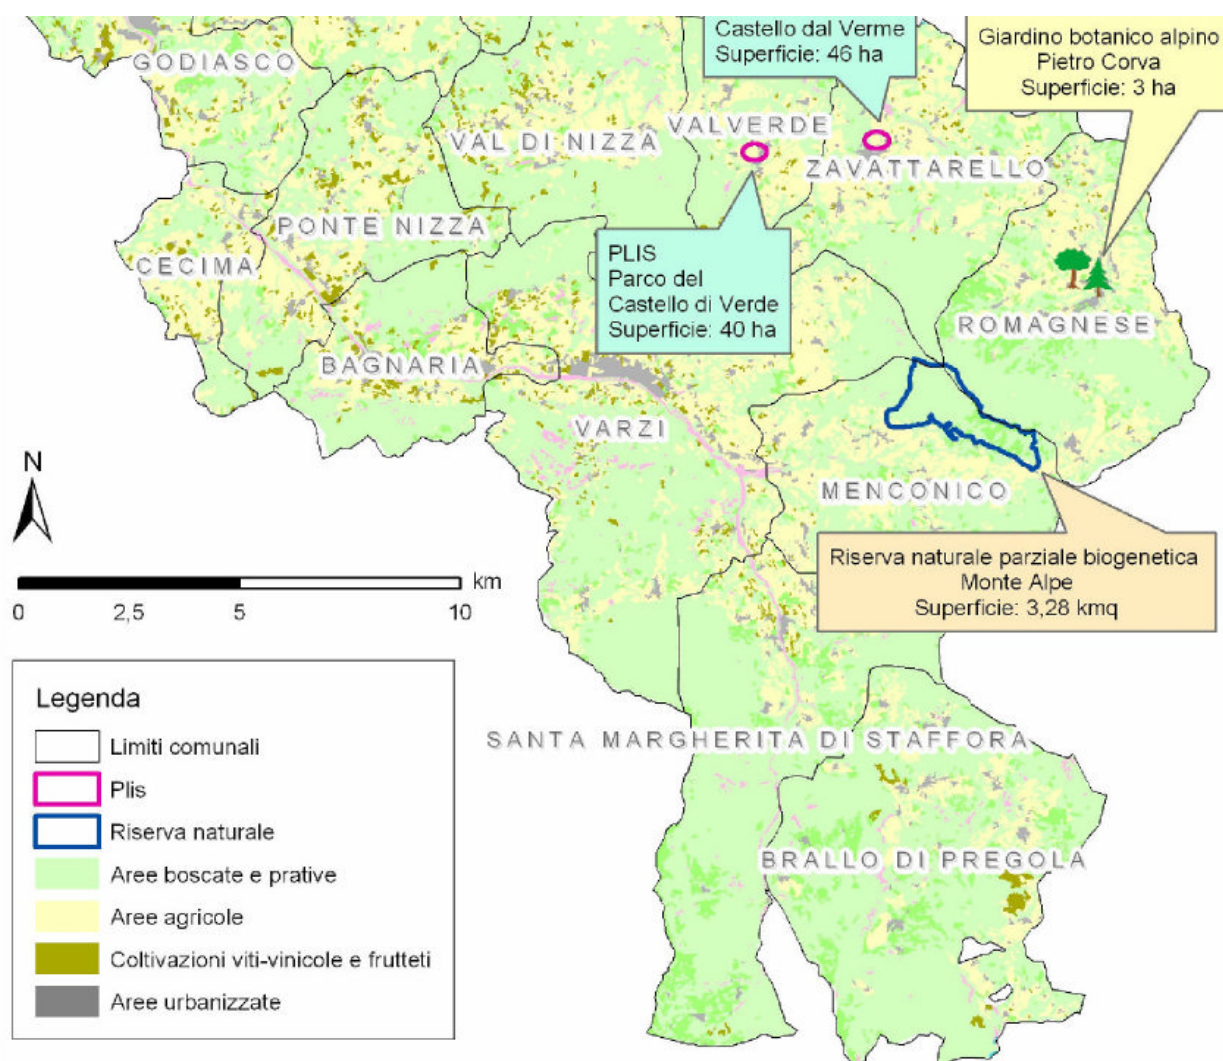 Castello dal Verme
Superficie: 46 ha
Giardino botanico alpino
Pietro Corva
Superficie: 3 ha
GODIASCO
VAL DI NIZZA
VALVERDE
ZAVATTARELLO
PONTE NIZZA
CECIMA
PLIS
Parco del
Castello di Verde
Superficie: 40 ha
ROMAGNESE
BAGNARIA
VARZI
MENCONICO
N
km
0 2,5 5 10
Riserva naturale parziale biogenetica
Monte Alpe
Superficie: 3,28 kmq
Legenda
Limiti comunali
Plis
Riserva naturale
Aree boscate e prative
Aree agricole
Coltivazioni viti-vinicole e frutteti
Aree urbanizzate
SANTA MARGHERITA DI STAFFORA
BRALLO DI PREGOLA